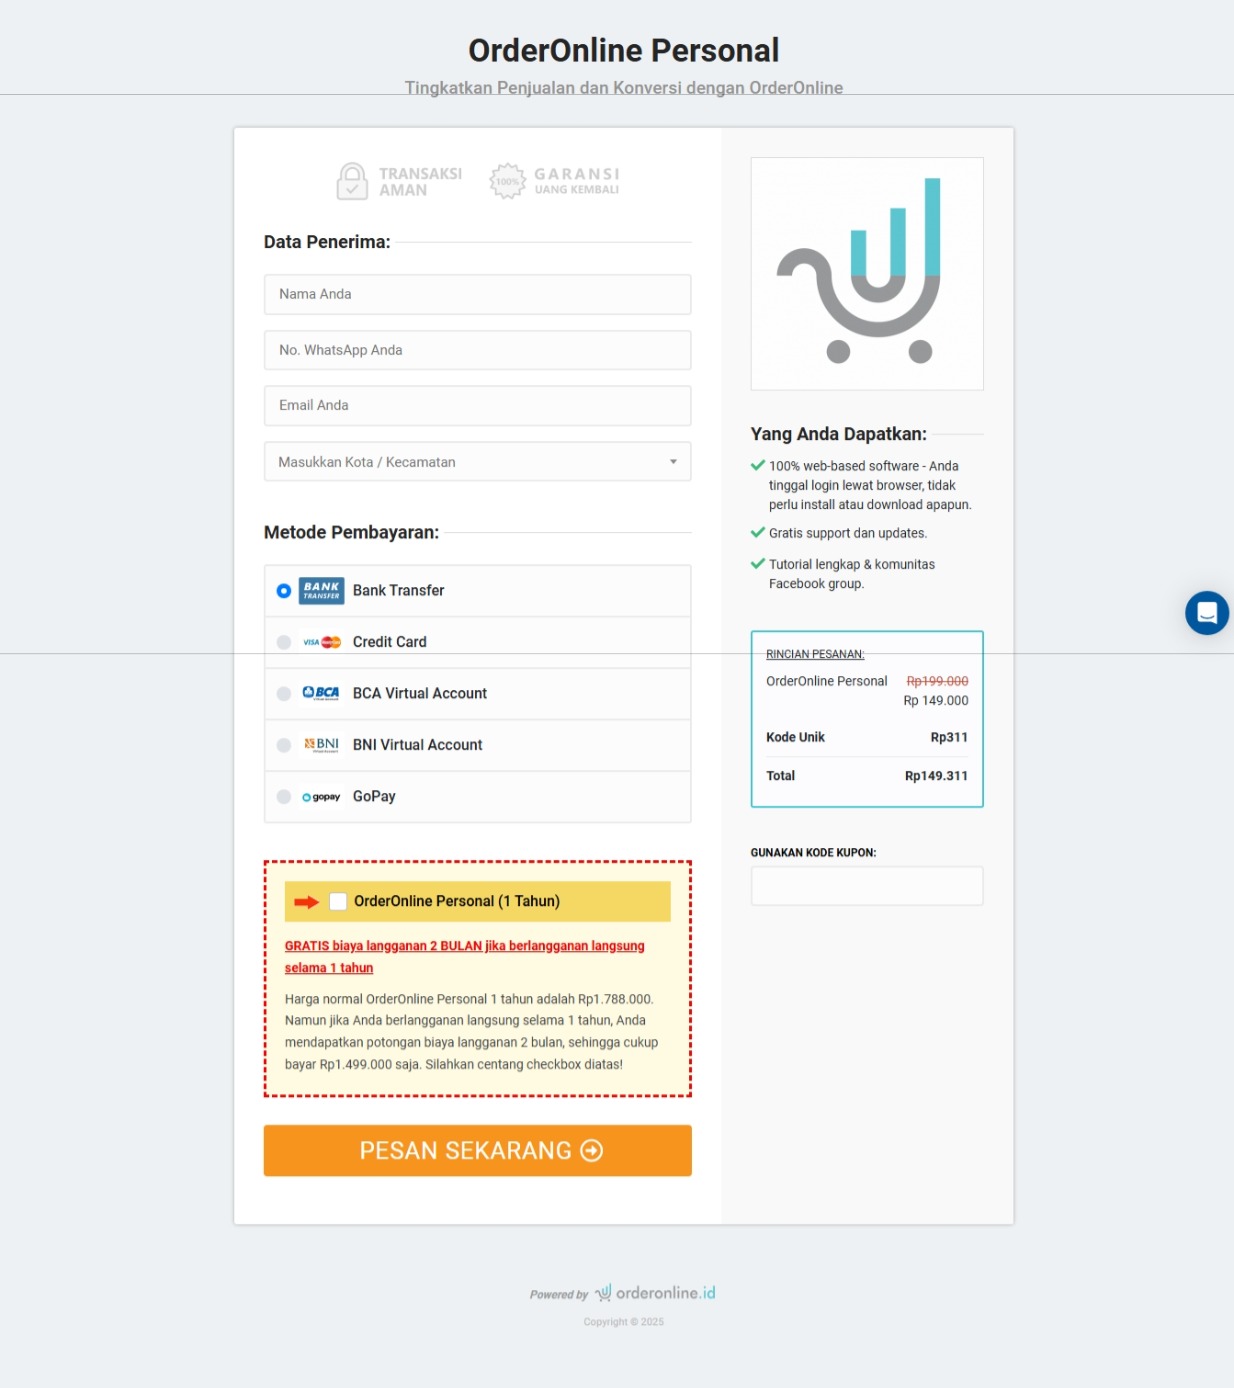 OrderOnline Personal
Tingkatkan Penjualan dan Konversi dengan OrderOnline
TRANSAKSI
AMAN
100%
GARANSI
UANG KEMBALI
Data Penerima:
Nama Anda
No. WhatsApp Anda
Email Anda
Masukkan Kota / Kecamatan
Metode Pembayaran:
BANK
TRANSFER
Bank Transfer
VISA
Credit Card
BCA
BCA Virtual Account
BNI
BNI Virtual Account
gopay
GoPay
OrderOnline Personal (1 Tahun)
GRATIS biaya langganan 2 BULAN jika berlangganan langsung
selama 1 tahun
Harga normal OrderOnline Personal 1 tahun adalah Rp1.788.000.
Namun jika Anda berlangganan langsung selama 1 tahun, Anda
mendapatkan potongan biaya langganan 2 bulan, sehingga cukup
bayar Rp1.499.000 saja. Silahkan centang checkbox diatas!
PESAN SEKARANG
Yang Anda Dapatkan:
100% web-based software - Anda
tinggal login lewat browser, tidak
perlu install atau download apapun.
Gratis support dan updates.
Tutorial lengkap & komunitas
Facebook group.
RINCIAN PESANAN:
OrderOnline Personal Rp199.000
Rp 149.000
Kode Unik Rp311
Total Rp149.311
GUNAKAN KODE KUPON:
Powered by orderonline.id
Copyright © 2025